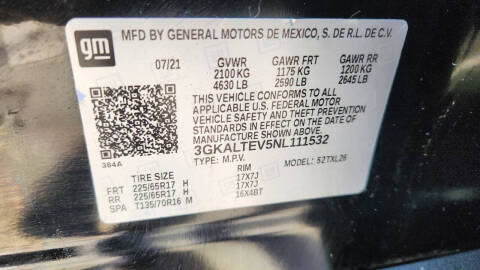 gm
MFD BY GENERAL MOTORS DE MEXICO, S. DE R.L. DE C.V.
07/21 GVWR GAWR FRT GAWR RR
2100 KG 1175 KG 1200 KG
4630 LB 2590 LB 2645 LB
THIS VEHICLE CONFORMS TO ALL
APPLICABLE U.S. FEDERAL MOTOR
VEHICLE SAFETY AND THEFT PREVENTION
STANDARDS IN EFFECT ON THE DATE OF
MANUFACTURE SHOWN ABOVE.
3GKALTEV5NL111532
384A TYPE: M.P.V. MODEL: 52TXL26
TIRE SIZE RIM
FRT 225/65R17 H 17X7J
RR 225/65R17 H 17X7J
SPA T135/70R16 M 16X4BT